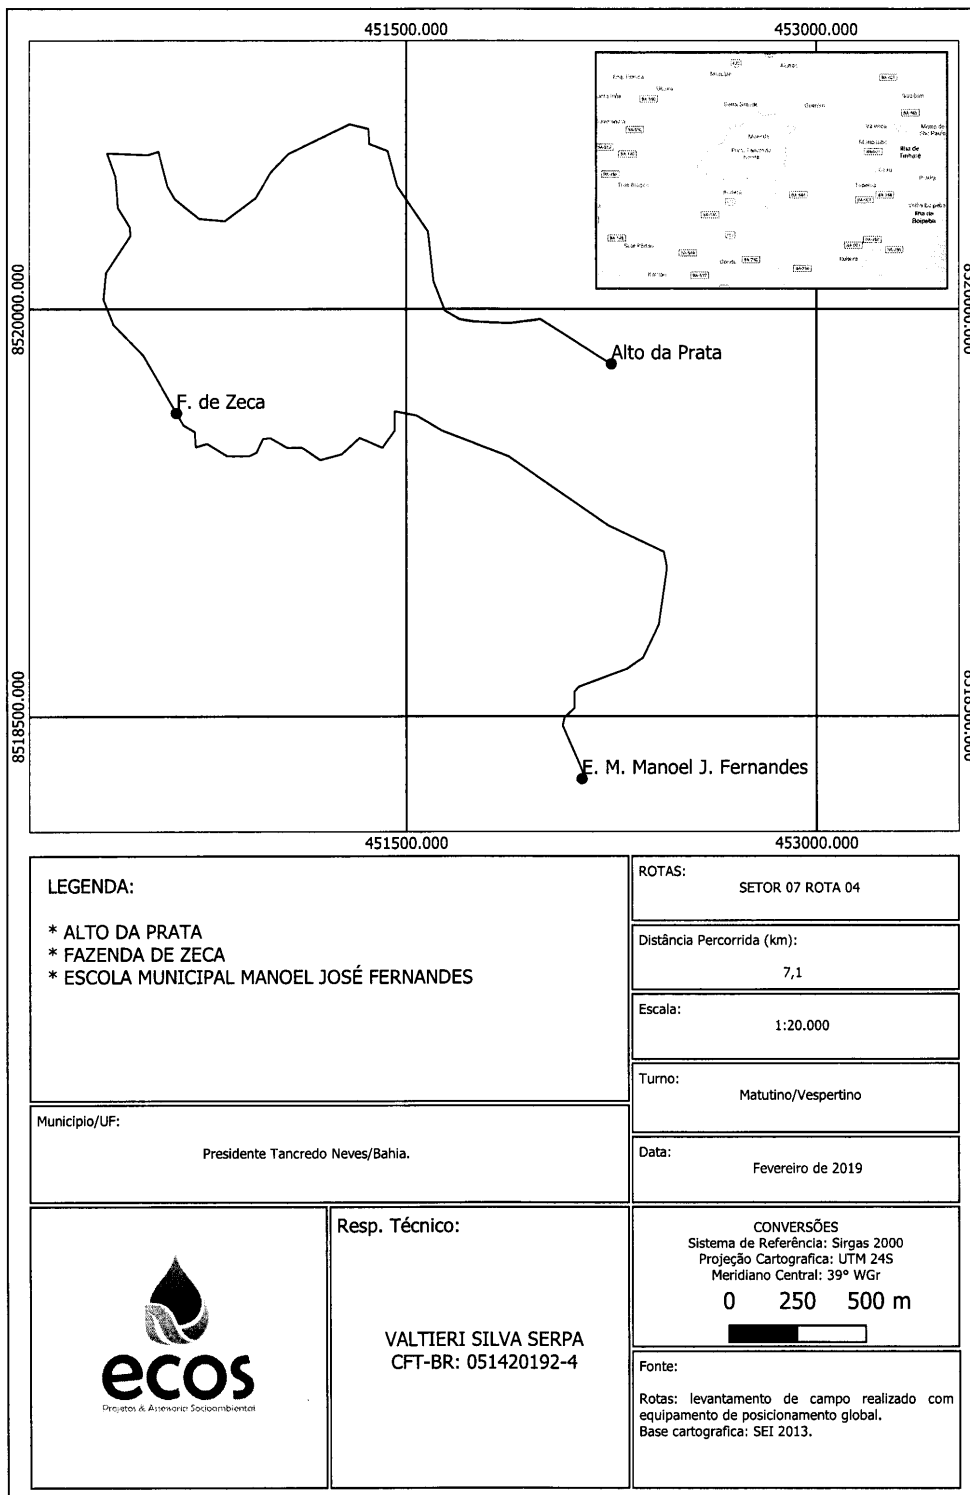 451500.000
453000.000
8520000.000
8520000.000
Alto da Prata
F. de Zeca
8518500.000
8518500.000
E. M. Manoel J. Fernandes
451500.000
453000.000
LEGENDA:
* ALTO DA PRATA
* FAZENDA DE ZECA
* ESCOLA MUNICIPAL MANOEL JOSÉ FERNANDES
ROTAS:
SETOR 07 ROTA 04
Distância Percorrida (km):
7,1
Escala:
1:20.000
Turno:
Matutino/Vespertino
Município/UF:
Presidente Tancredo Neves/Bahia.
Data:
Fevereiro de 2019
ecos
Projetos & Assessoria Socioambiental
Resp. Técnico:
VALTIERI SILVA SERPA
CFT-BR: 051420192-4
CONVERSÕES
Sistema de Referência: Sirgas 2000
Projeção Cartografica: UTM 24S
Meridiano Central: 39° WGr
0 250 500 m
Fonte:
Rotas: levantamento de campo realizado com
equipamento de posicionamento global.
Base cartografica: SEI 2013.